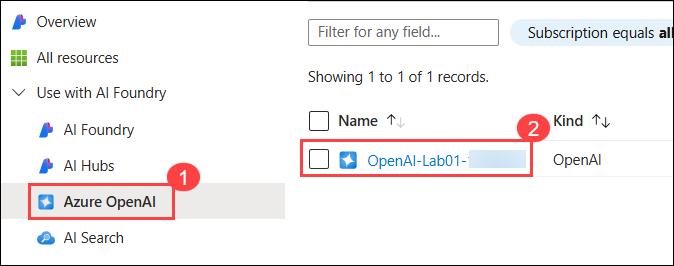 Overview
All resources
Use with AI Foundry
AI Foundry
AI Hubs
1
Azure OpenAI
AI Search
Filter for any field...
Subscription equals all
Showing 1 to 1 of 1 records.
Name
2
Kind
OpenAI-Lab01-
OpenAI